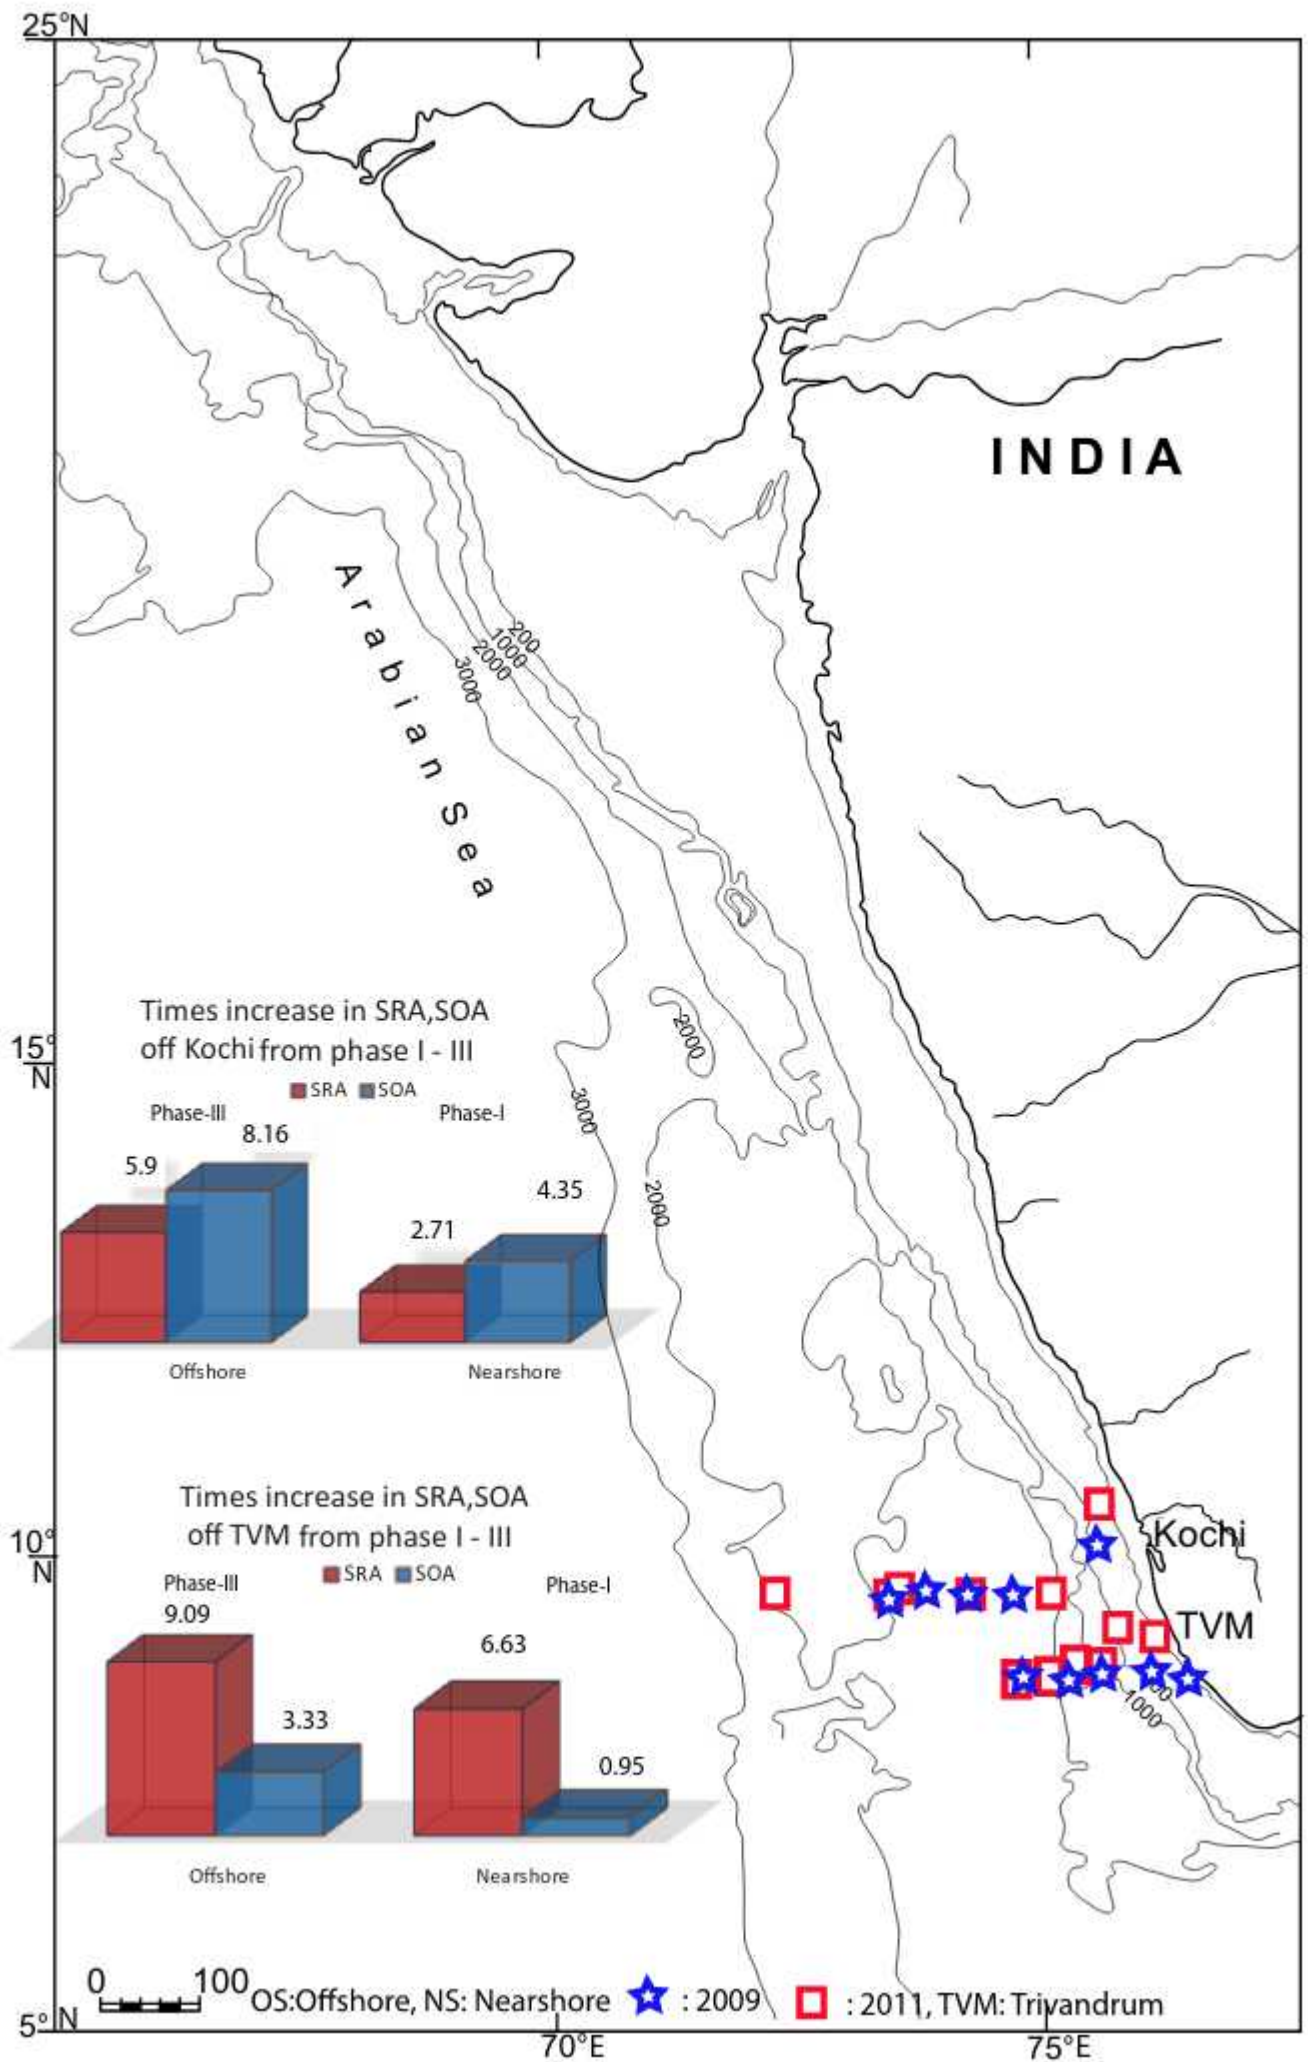 25°N
INDIA
Arabian Sea
200
1000
2000
3000
Times increase in SRA,SOA
off Kochi from phase I - III
SRA SOA
Phase-III Phase-I
8.16
5.9
4.35
2.71
Offshore Nearshore
15°
N
2000
3000
2000
Times increase in SRA,SOA
off TVM from phase I - III
SRA SOA
Phase-III Phase-I
9.09
6.63
3.33
0.95
Offshore Nearshore
10°
N
Kochi
TVM
1000
0 100
OS:Offshore, NS: Nearshore : 2009 : 2011, TVM: Trivandrum
5° N
70°E 75°E